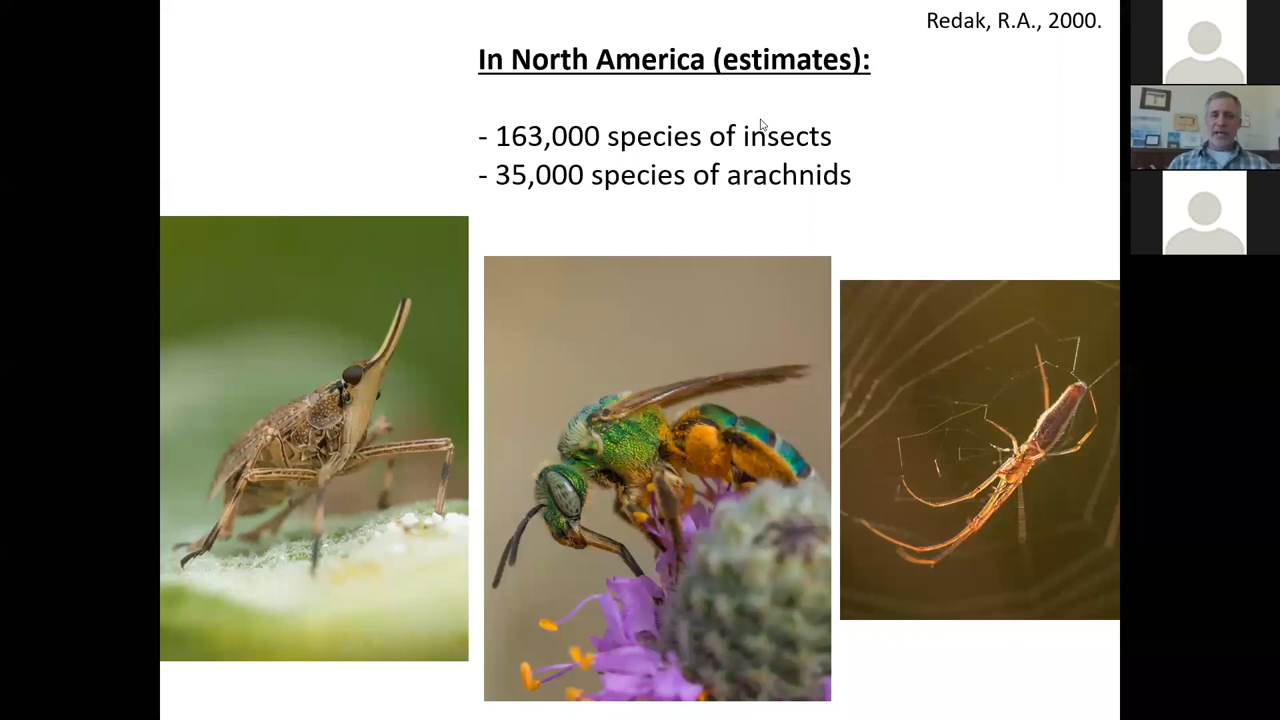 Redak, R.A., 2000.
In North America (estimates):
- 163,000 species of insects
- 35,000 species of arachnids